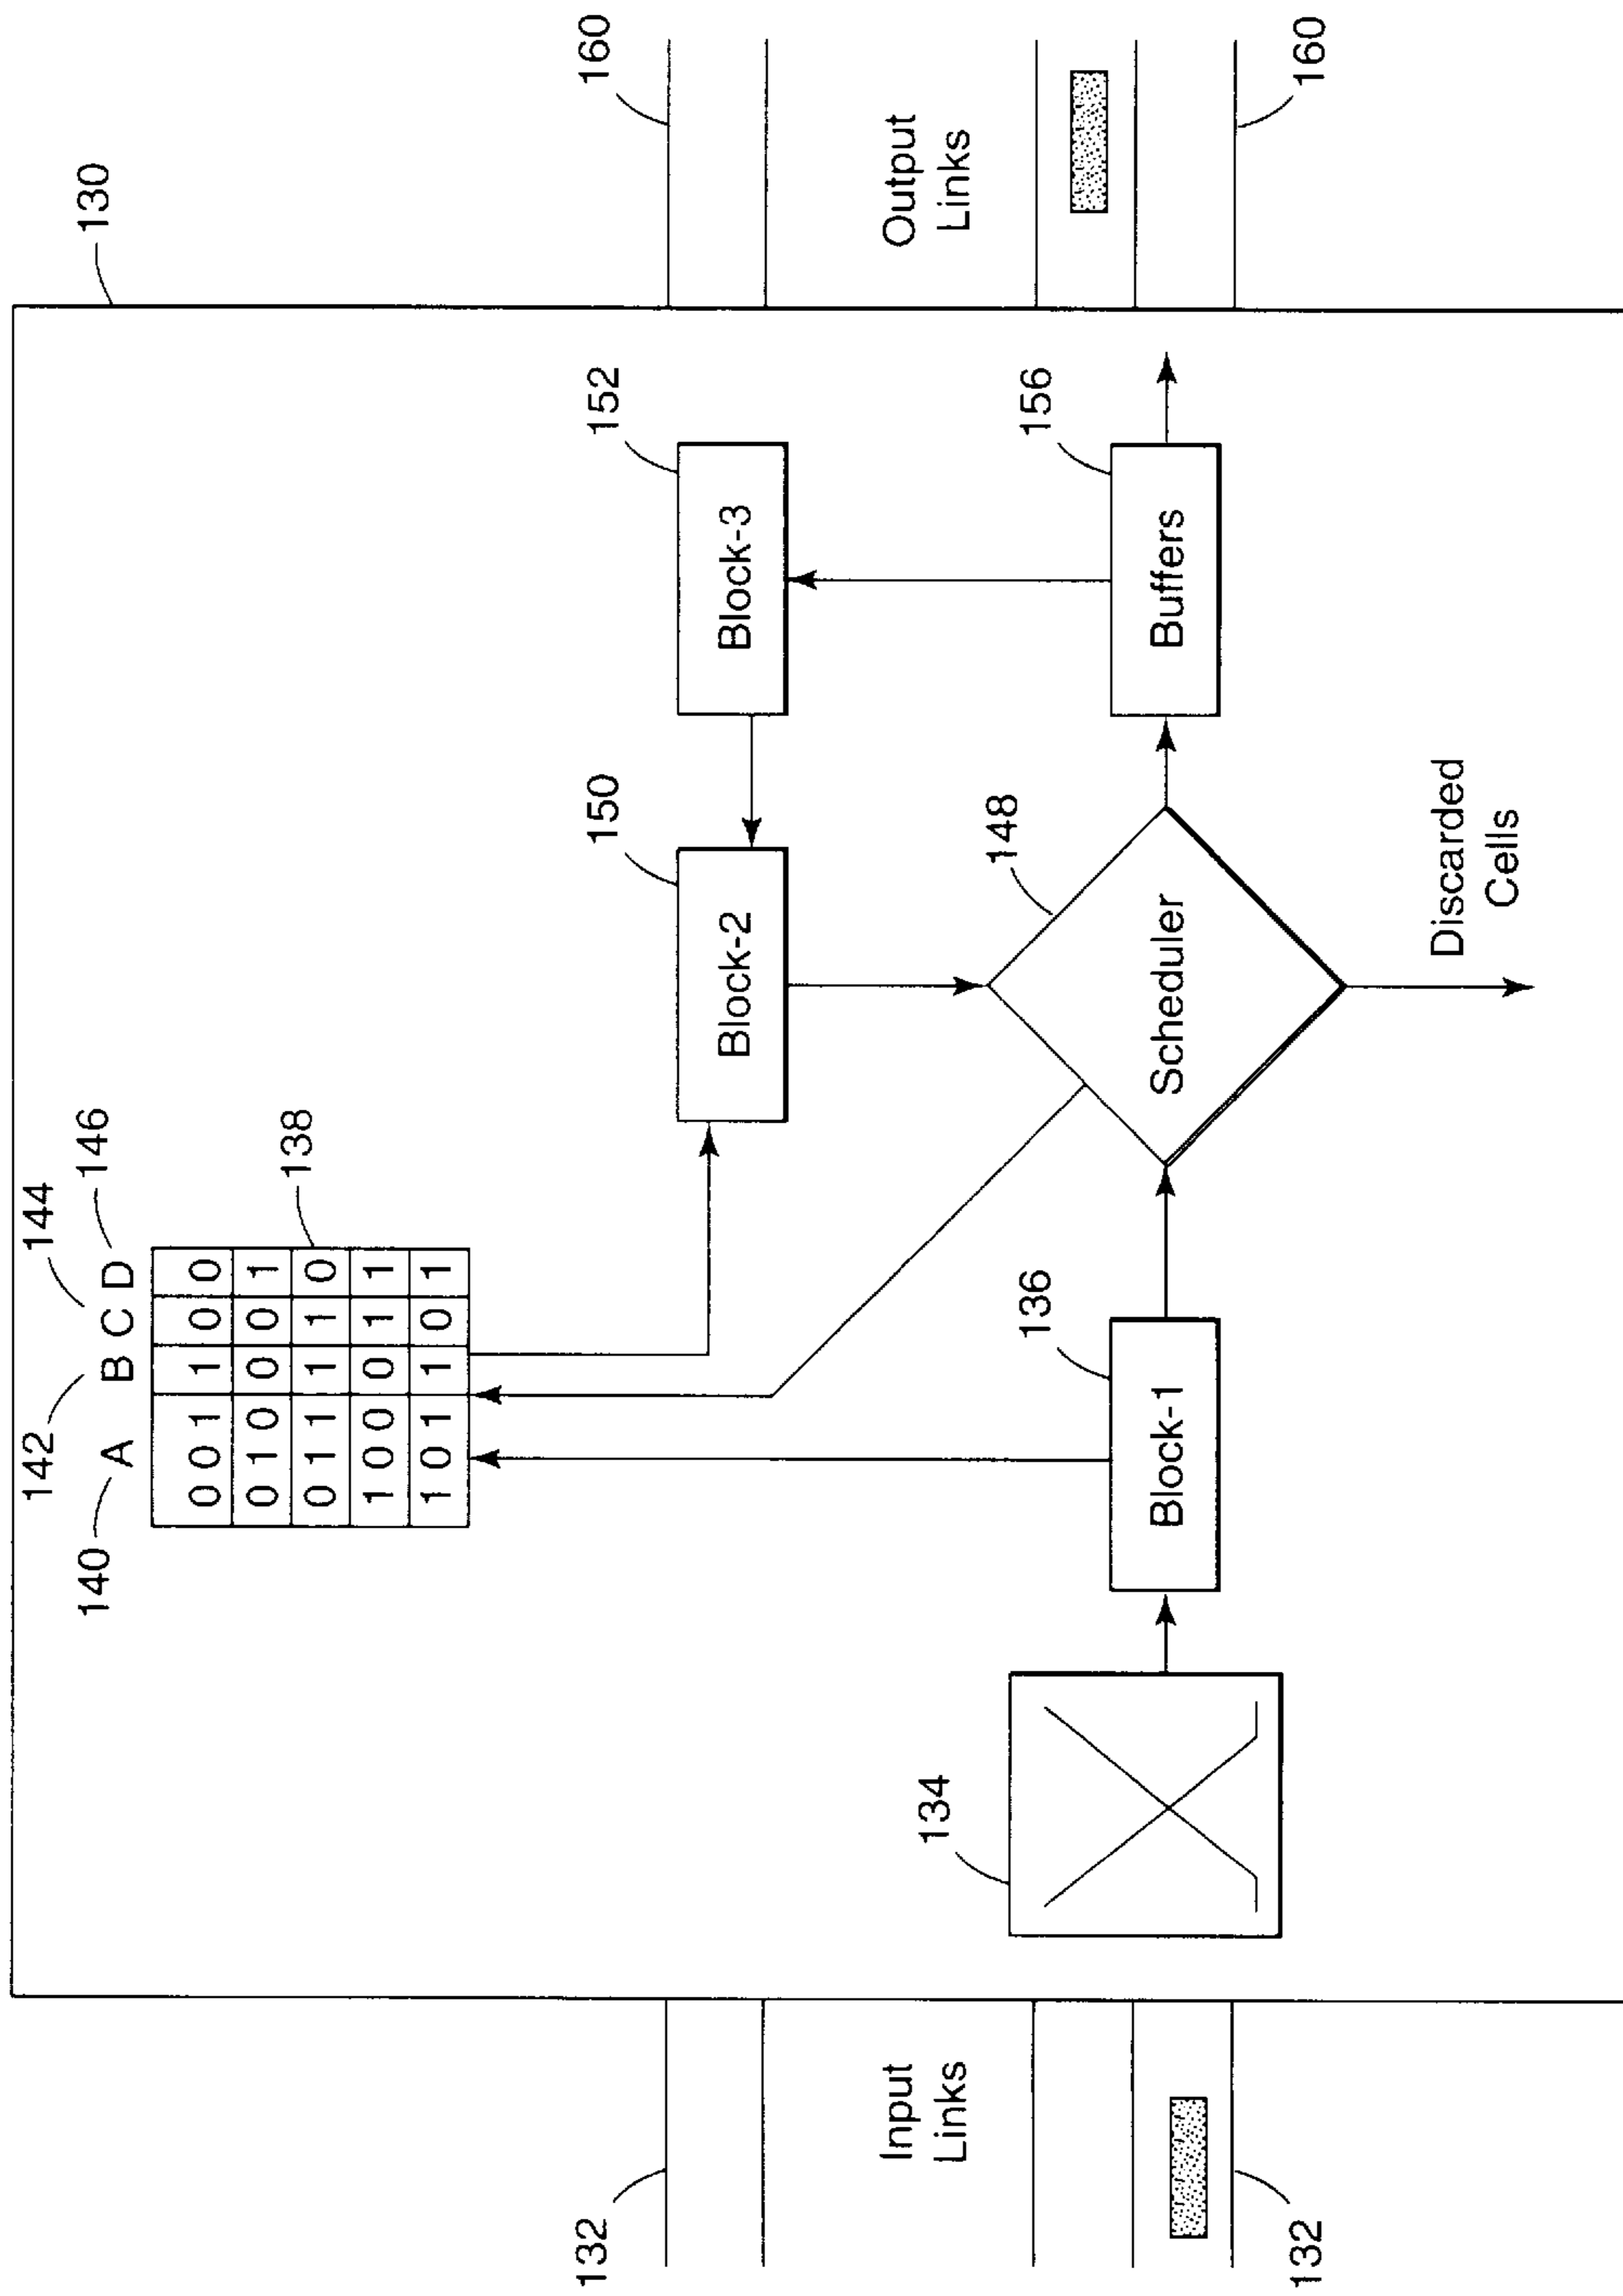 130
142
144
140
A
B
C
D
146
0 0 1 1 0 0
0 1 0 0 0 1
0 1 1 1 1 0
1 0 0 0 1 1
1 0 1 1 0 1
138
132
160
150
Block-2
152
Block-3
Input
Links
Output
Links
134
136
Block-1
148
Scheduler
156
Buffers
132
160
Discarded
Cells